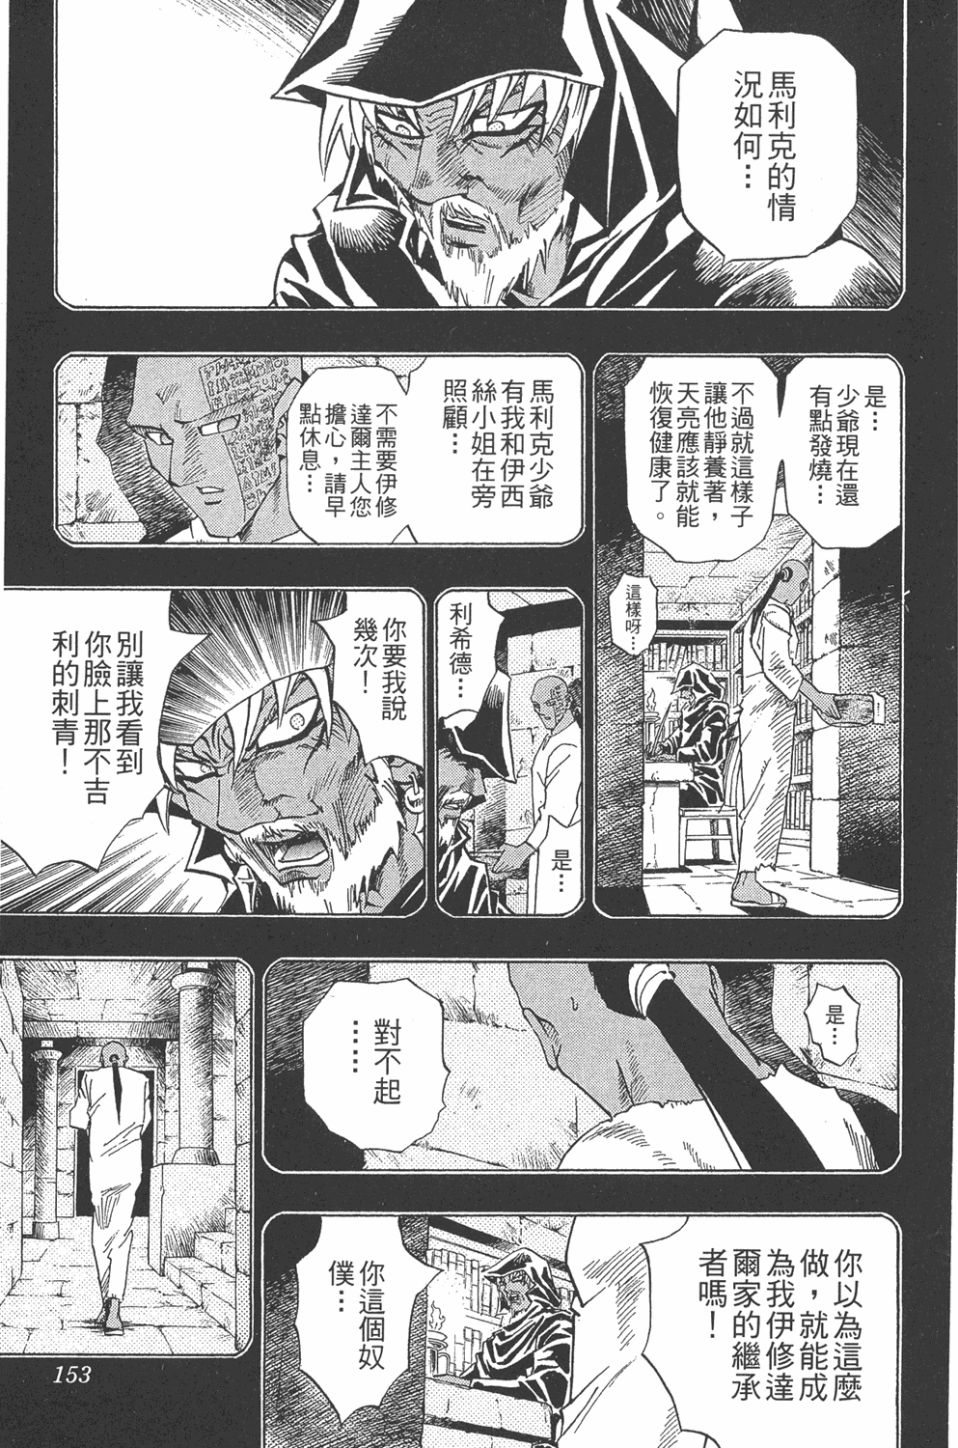 馬利克的情
況如何…
是…
少爺現在還
有點發燒…
不過就這樣子
讓他靜養著，
天亮應該就能
恢復健康了。
這樣呀…
馬利克少爺
有我和伊西
絲小姐在旁
照顧…
不需要伊修
達爾主人您
擔心，請早
點休息…
利希德…
是…
你要我說
幾次！
別讓我看到
你臉上那不吉
利的刺青！
是…
對不起
……
你以為這麼
做，就能成
為我伊修達
爾家的繼承
者嗎！
你這個奴
僕…
153